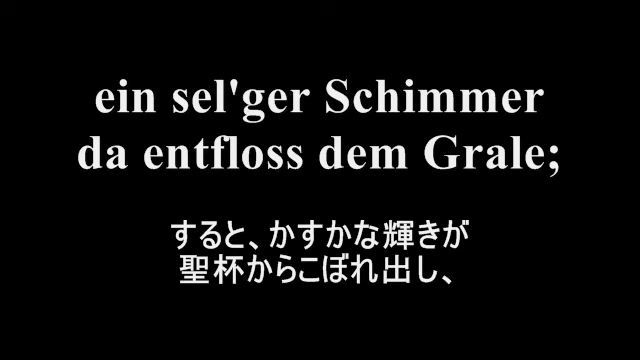 ein sel'ger Schimmer
da entfloss dem Grale;
すると、かすかな輝きが
聖杯からこぼれ出し、